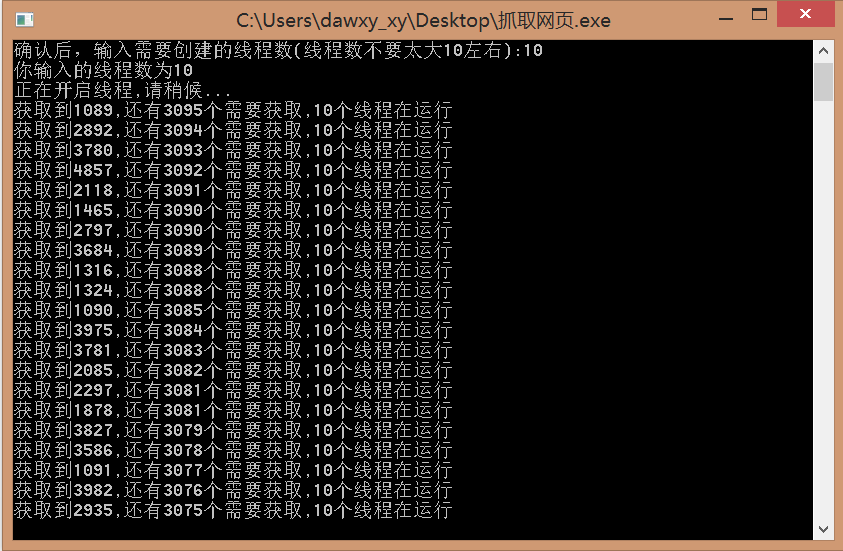 C:\Users\dawxy_xy\Desktop\抓取网页.exe
确认后，输入需要创建的线程数(线程数不要太大10左右):10
你输入的线程数为10
正在开启线程,请稍候...
获取到1089,还有3095个需要获取,10个线程在运行
获取到2892,还有3094个需要获取,10个线程在运行
获取到3780,还有3093个需要获取,10个线程在运行
获取到4857,还有3092个需要获取,10个线程在运行
获取到2118,还有3091个需要获取,10个线程在运行
获取到1465,还有3090个需要获取,10个线程在运行
获取到2797,还有3090个需要获取,10个线程在运行
获取到3684,还有3089个需要获取,10个线程在运行
获取到1316,还有3088个需要获取,10个线程在运行
获取到1324,还有3088个需要获取,10个线程在运行
获取到1090,还有3085个需要获取,10个线程在运行
获取到3975,还有3084个需要获取,10个线程在运行
获取到3781,还有3083个需要获取,10个线程在运行
获取到2085,还有3082个需要获取,10个线程在运行
获取到2297,还有3081个需要获取,10个线程在运行
获取到1878,还有3081个需要获取,10个线程在运行
获取到3827,还有3079个需要获取,10个线程在运行
获取到3586,还有3078个需要获取,10个线程在运行
获取到1091,还有3077个需要获取,10个线程在运行
获取到3982,还有3076个需要获取,10个线程在运行
获取到2935,还有3075个需要获取,10个线程在运行